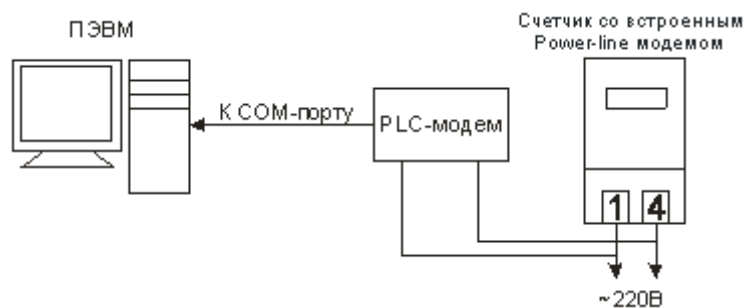 ПЭВМ
Счетчик со встроенным
Power-line модемом
К COM-порту
PLC-модем
1 4
~220В